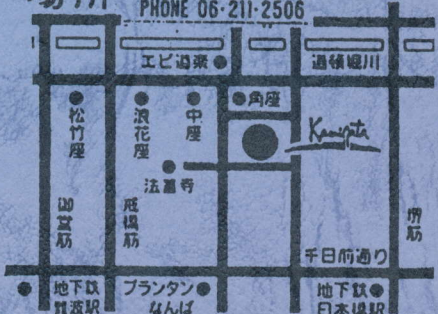 PHONE 06-211-2506
エビ道楽
道頓堀川
松竹座
浪花座
中座
角座
Kamigata
法善寺
御堂筋
戎橋筋
堺筋
千日前通り
地下鉄
難波駅
プランタン
なんば
地下鉄
日本橋駅